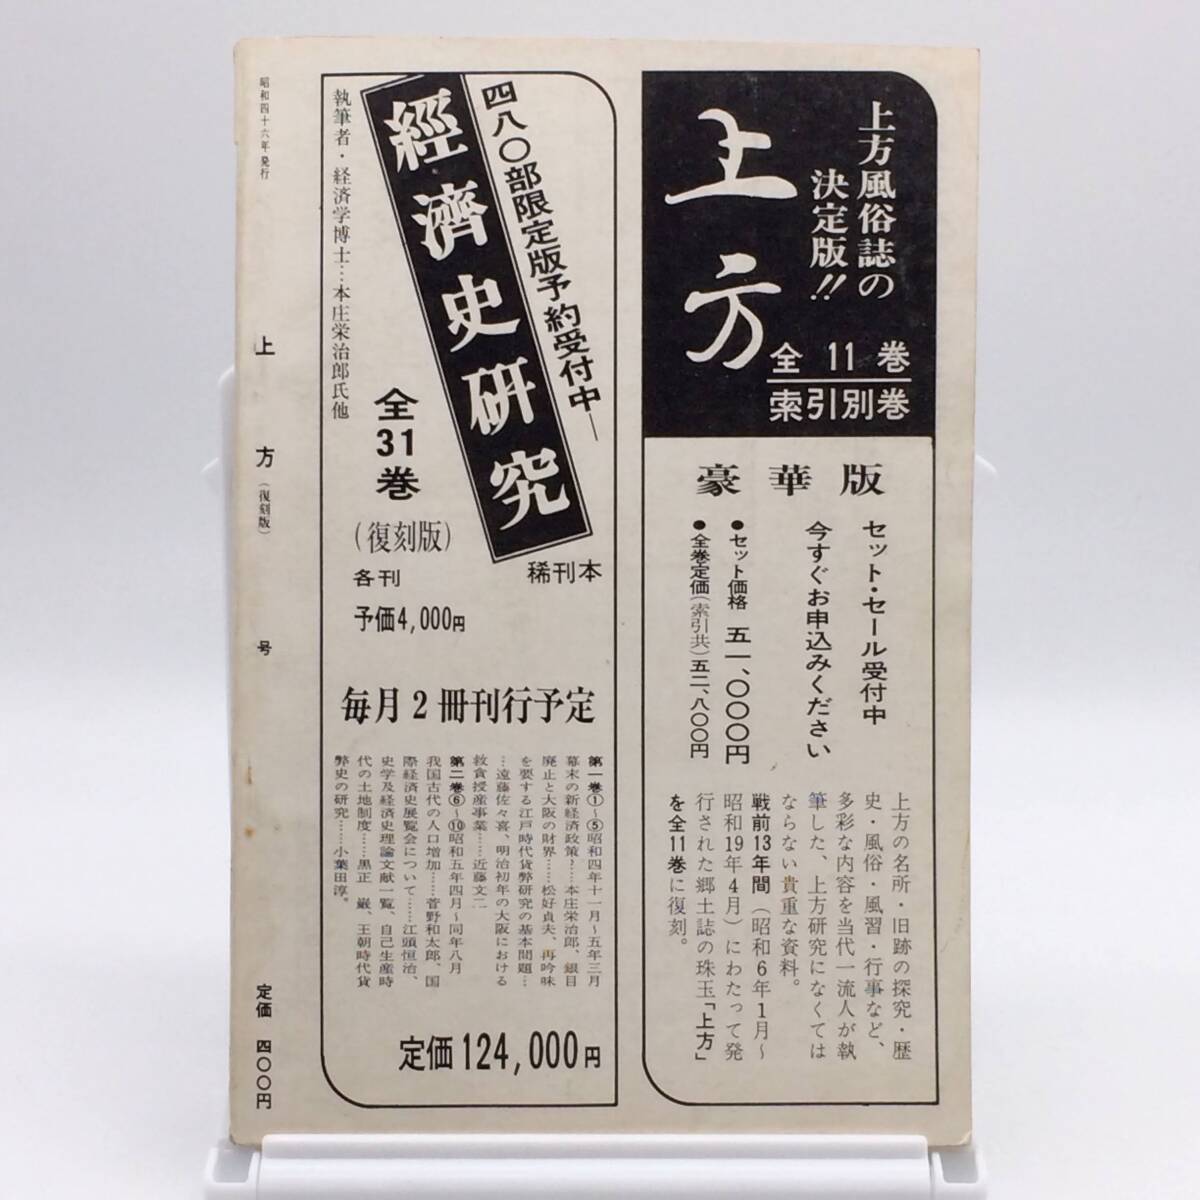 上方風俗誌の
決定版!!
上方
全11巻
索引別巻
豪華版
セット・セール受付中
今すぐお申込みください
●セット価格 五一、〇〇〇円
●全巻定価(索引共)五二、八〇〇円
上方の名所・旧跡の探究・歴
史・風俗・風習・行事など、
多彩な内容を当代一流人が執
筆した、上方研究になくては
ならない貴重な資料。
戦前13年間(昭和6年1月〜
昭和19年4月)にわたって発
行された郷土誌の珠玉「上方」
を全11巻に復刻。
四八〇部限定版予約受付中―
經濟史研究
執筆者・経済学博士…本庄栄治郎氏他
稀刊本
全31巻
(復刻版)
各刊
予価4,000円
毎月2冊刊行予定
第一巻①〜⑤昭和四年十一月〜五年三月
幕末の新経済政策……本庄栄治郎、銀目
廃止と大阪の財界……松好貞夫、再吟味
を要する江戸時代貨弊研究の基本問題…
…遠藤佐々喜、明治初年の大阪における
救貧授産事業……近藤文二
第二巻⑥〜⑩昭和五年四月〜同年八月
我国古代の人口増加……菅野和太郎、国
際経済史展覧会について……江頭恒治、
史学及経済史理論文献一覧、自己生産時
代の土地制度……黒正 巌、王朝時代貨
弊史の研究……小葉田淳。
定価124,000円
昭和四十六年発行
上方(復刻版)号
定価 四〇〇円